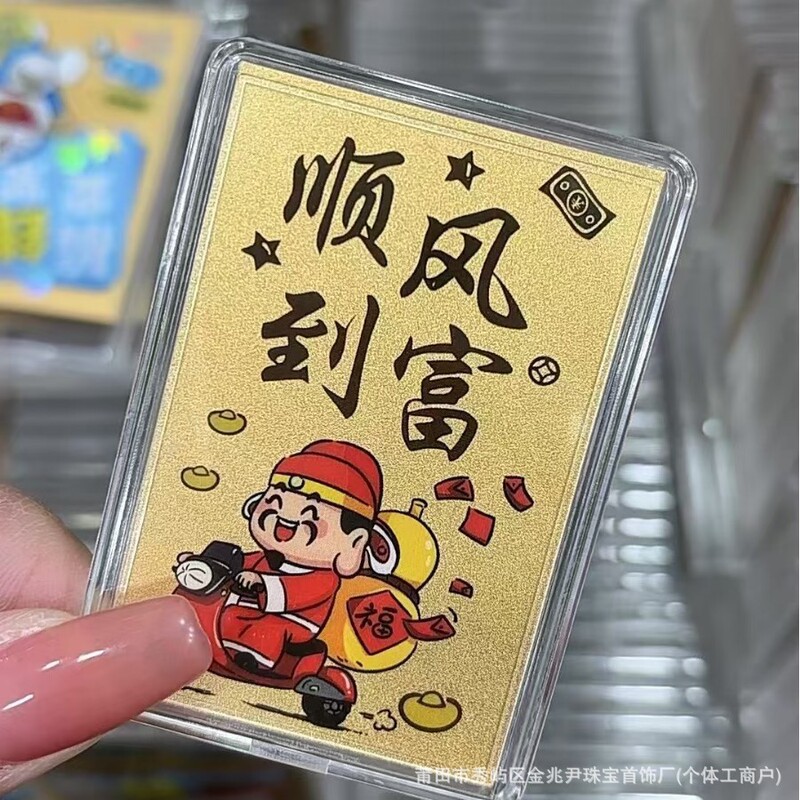 顺风
到富
福
莆田市秀屿区金兆尹珠宝首饰厂(个体工商户)